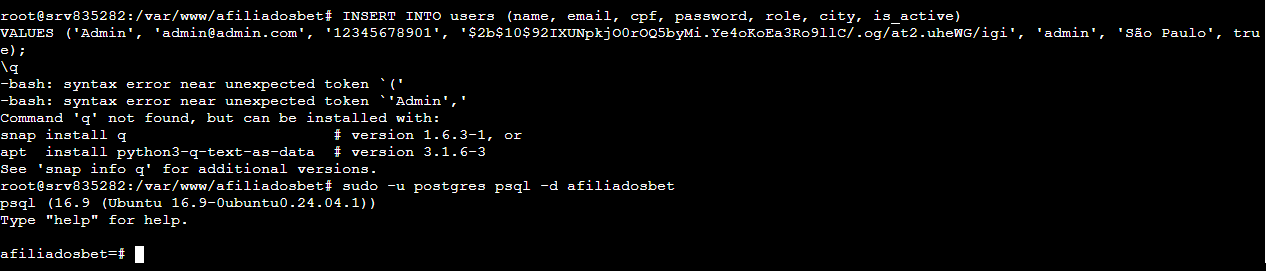 root@srv835282:/var/www/afiliadosbet# INSERT INTO users (name, email, cpf, password, role, city, is_active)
VALUES ('Admin', 'admin@admin.com', '12345678901', '$2b$10$92IXUNpkjO0rOQ5byMi.Ye4oKoEa3Ro9llC/.og/at2.uheWG/igi', 'admin', 'São Paulo', tru
e);
\q
-bash: syntax error near unexpected token `('
-bash: syntax error near unexpected token `'Admin','
Command 'q' not found, but can be installed with:
snap install q                      # version 1.6.3-1, or
apt  install python3-q-text-as-data  # version 3.1.6-3
See 'snap info q' for additional versions.
root@srv835282:/var/www/afiliadosbet# sudo -u postgres psql -d afiliadosbet
psql (16.9 (Ubuntu 16.9-0ubuntu0.24.04.1))
Type "help" for help.
afiliadosbet=#